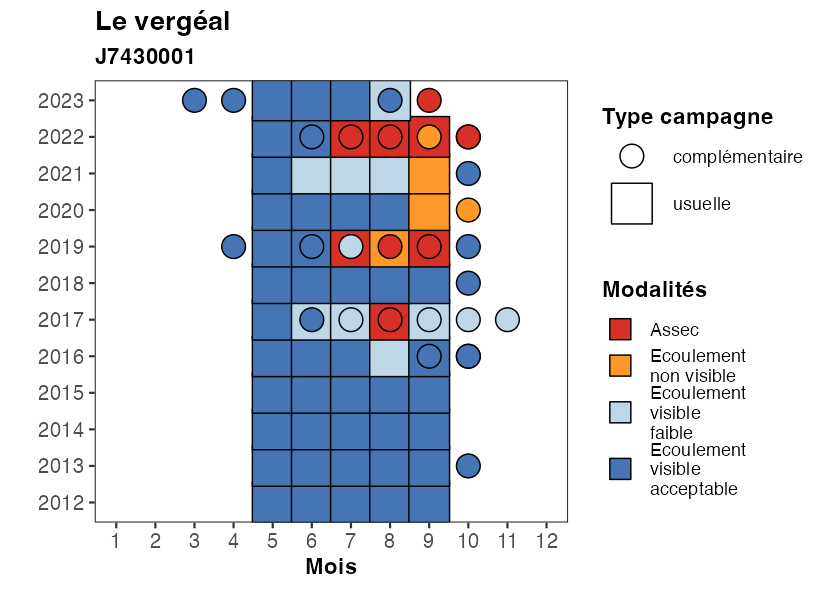 Le vergéal
J7430001
2023
2022
2021
2020
2019
2018
2017
2016
2015
2014
2013
2012
1 2 3 4 5 6 7 8 9 10 11 12
Mois
Type campagne
complémentaire
usuelle
Modalités
Assec
Ecoulement
non visible
Ecoulement
visible
faible
Ecoulement
visible
acceptable